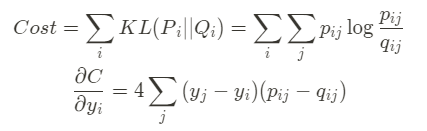 Cost = ∑_i KL(P_i||Q_i) = ∑_i ∑_j p_ij log p_ij / q_ij
∂C / ∂y_i = 4 ∑_j (y_j − y_i)(p_ij − q_ij)